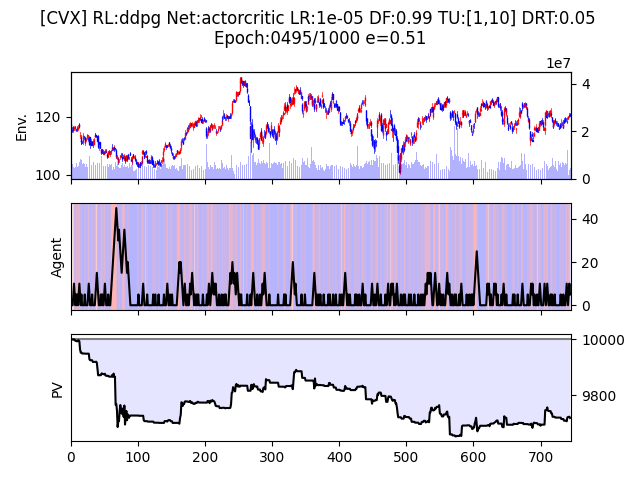 [CVX] RL:ddpg Net:actorcritic LR:1e-05 DF:0.99 TU:[1,10] DRT:0.05
Epoch:0495/1000 e=0.51
1e7
Env.
120
100
4
2
0
Agent
40
20
0
PV
10000
9800
0 100 200 300 400 500 600 700